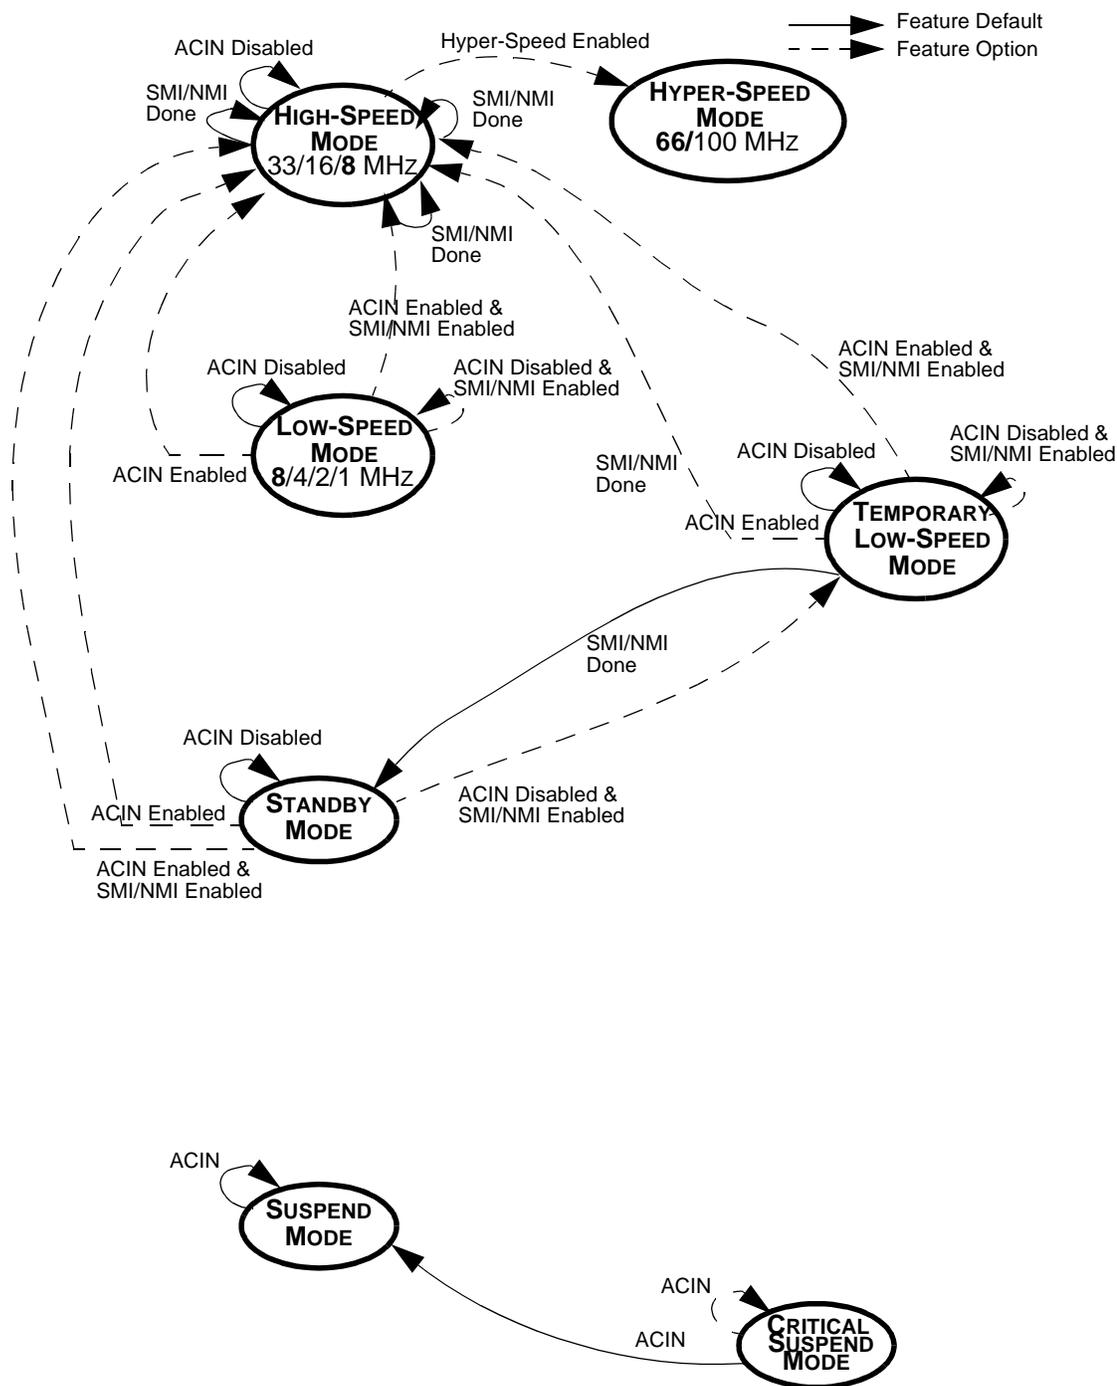 Feature Default
Feature Option
ACIN Disabled
Hyper-Speed Enabled
SMI/NMI
Done
HIGH-SPEED
MODE
33/16/8 MHz
SMI/NMI
Done
HYPER-SPEED
MODE
66/100 MHz
SMI/NMI
Done
ACIN Enabled &
SMI/NMI Enabled
ACIN Enabled &
SMI/NMI Enabled
ACIN Disabled
ACIN Disabled &
SMI/NMI Enabled
LOW-SPEED
MODE
8/4/2/1 MHz
ACIN Enabled
SMI/NMI
Done
ACIN Disabled
ACIN Disabled &
SMI/NMI Enabled
ACIN Enabled
TEMPORARY
LOW-SPEED
MODE
SMI/NMI
Done
ACIN Disabled
ACIN Enabled
STANDBY
MODE
ACIN Disabled &
SMI/NMI Enabled
ACIN Enabled &
SMI/NMI Enabled
ACIN
SUSPEND
MODE
ACIN
ACIN
CRITICAL
SUSPEND
MODE